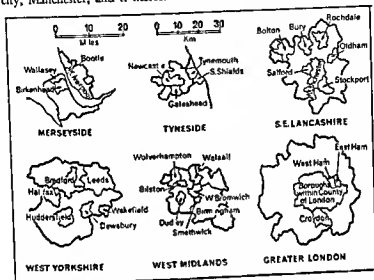 city, Manchester, and a
0 10 20 30
Miles
0 10 20 30
Km
Bootle
Wallasey
Birkenhead
MERSEYSIDE
Newcastle
Tynemouth
S.Shields
Gateshead
TYNESIDE
Rochdale
Bury
Bolton
Oldham
Salford
Stockport
S.E.LANCASHIRE
Bradford
Leeds
Halifax
Wakefield
Huddersfield
Dewsbury
WEST YORKSHIRE
Wolverhampton
Walsall
Bilston
W.Bromwich
Birmingham
Dudley
Smethwick
WEST MIDLANDS
East Ham
West Ham
Boroughs
within County
of London
Croydon
GREATER LONDON